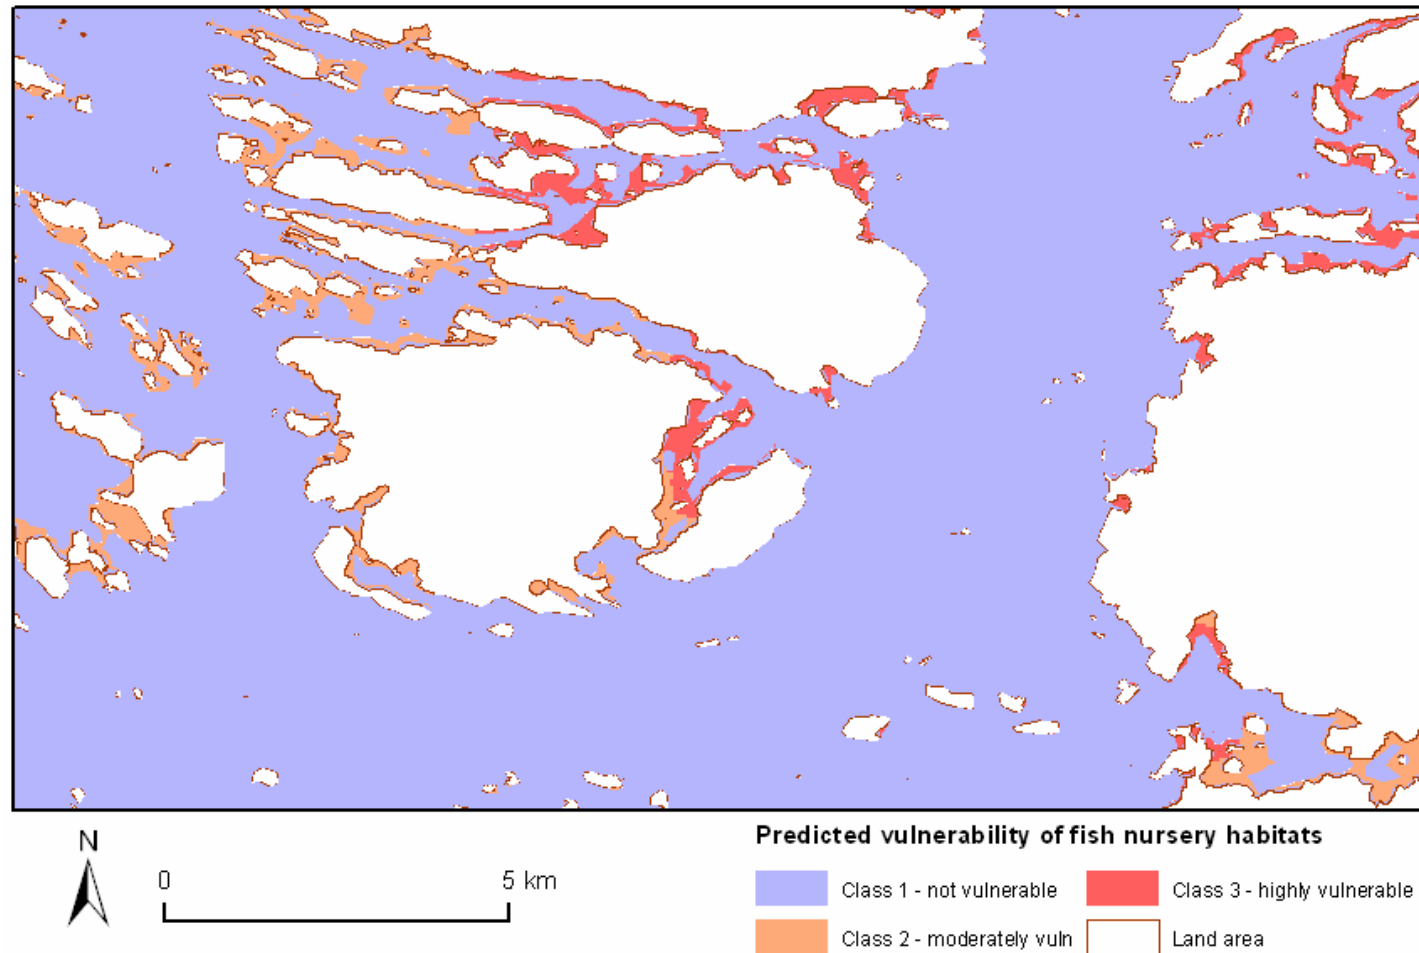 Predicted vulnerability of fish nursery habitats
N
0 5 km
Class 1 - not vulnerable
Class 3 - highly vulnerable
Class 2 - moderately vuln
Land area